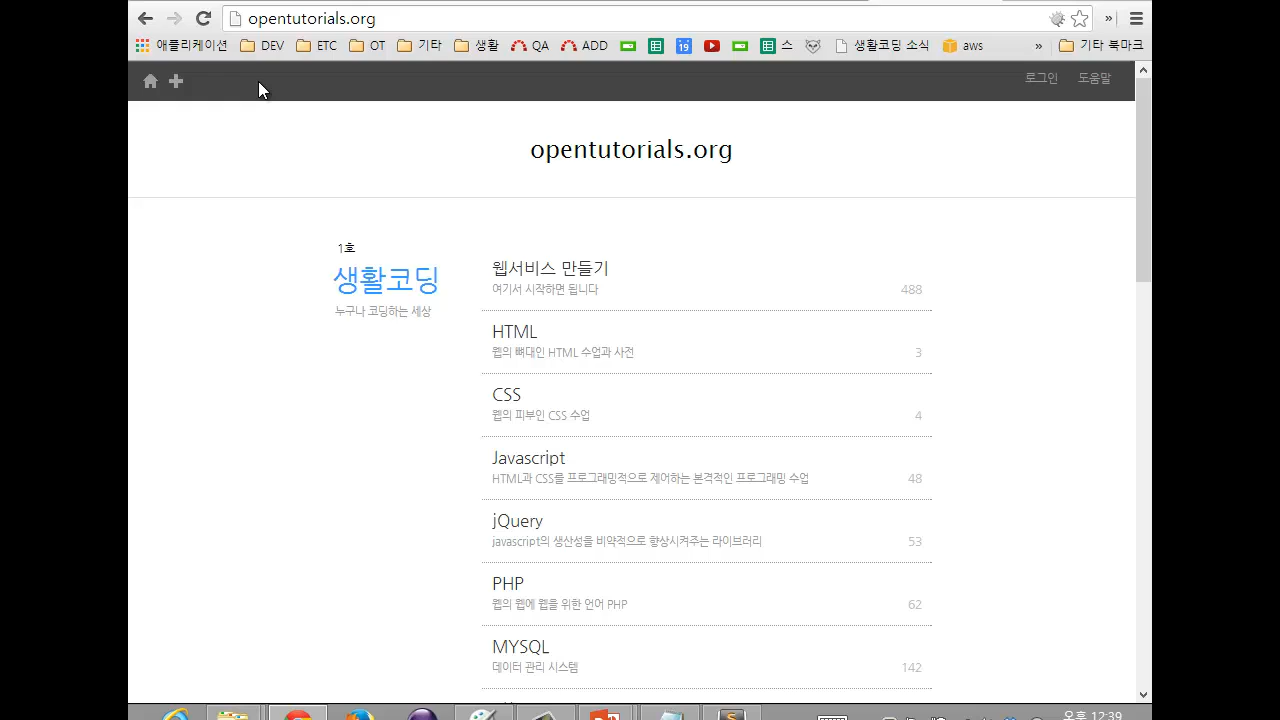 opentutorials.org
애플리케이션 DEV ETC OT 기타 생활 QA ADD 19 스 생활코딩 소식 aws » 기타 북마크
로그인 도움말
opentutorials.org
1호
생활코딩
누구나 코딩하는 세상
웹서비스 만들기
여기서 시작하면 됩니다 488
HTML
웹의 뼈대인 HTML 수업과 사전 3
CSS
웹의 피부인 CSS 수업 4
Javascript
HTML과 CSS를 프로그래밍적으로 제어하는 본격적인 프로그래밍 수업 48
jQuery
javascript의 생산성을 비약적으로 향상시켜주는 라이브러리 53
PHP
웹의 웹에 웹을 위한 언어 PHP 62
MYSQL
데이터 관리 시스템 142
오후 12:39